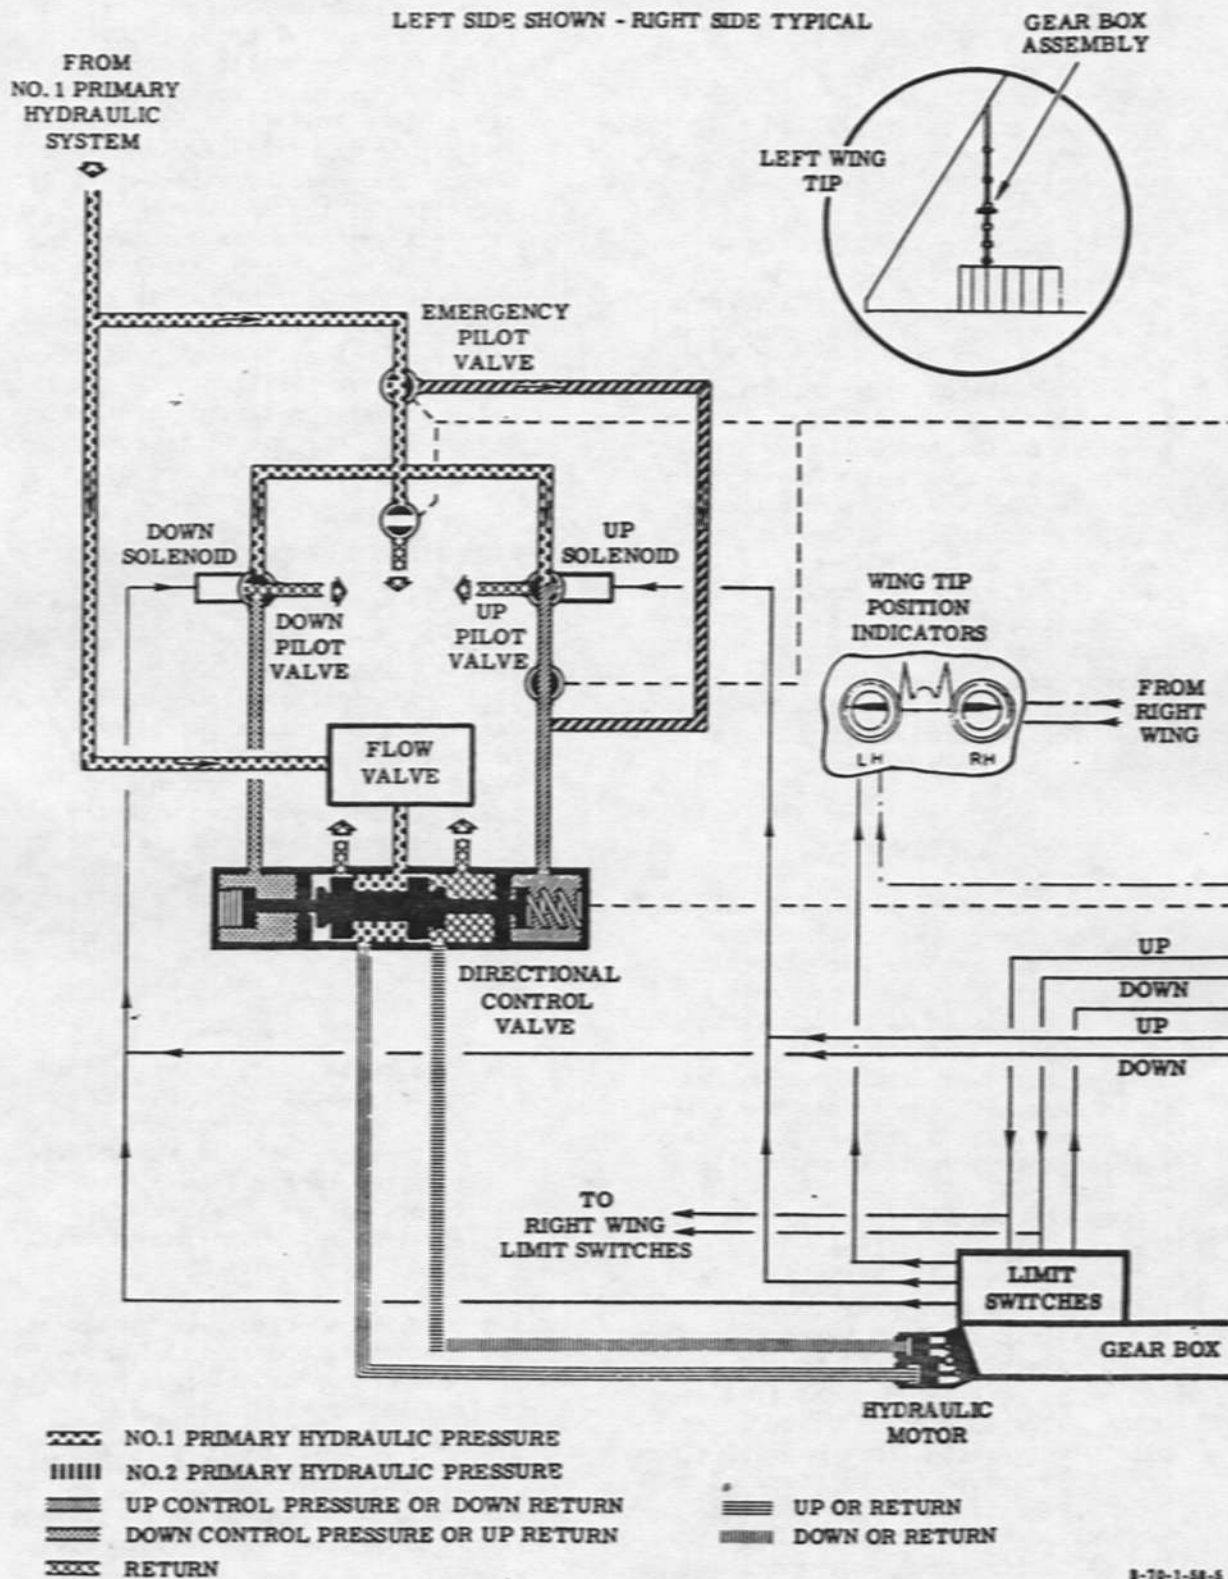 LEFT SIDE SHOWN - RIGHT SIDE TYPICAL
GEAR BOX
ASSEMBLY
FROM
NO. 1 PRIMARY
HYDRAULIC
SYSTEM
LEFT WING
TIP
EMERGENCY
PILOT
VALVE
DOWN
SOLENOID
UP
SOLENOID
DOWN
PILOT
VALVE
UP
PILOT
VALVE
WING TIP
POSITION
INDICATORS
LH
RH
FROM
RIGHT
WING
FLOW
VALVE
DIRECTIONAL
CONTROL
VALVE
UP
DOWN
UP
DOWN
TO
RIGHT WING
LIMIT SWITCHES
LIMIT
SWITCHES
GEAR BOX
HYDRAULIC
MOTOR
NO.1 PRIMARY HYDRAULIC PRESSURE
NO.2 PRIMARY HYDRAULIC PRESSURE
UP CONTROL PRESSURE OR DOWN RETURN
DOWN CONTROL PRESSURE OR UP RETURN
RETURN
UP OR RETURN
DOWN OR RETURN